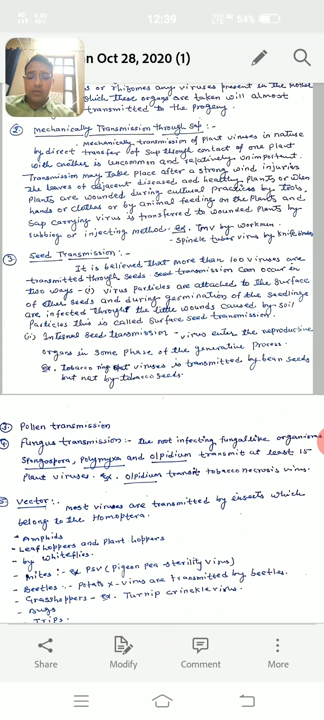 12:39
54%
n Oct 28, 2020 (1)
s or rhizomes any viruses present in the mother
which these organs are taken will almost
transmitted to the progeny.
② Mechanically Transmission through Sap :-
Mechanically transmission of plant viruses in nature
by direct transfer of Sap through contact of one plant
with another is uncommon and relatively unimportant.
Transmission may take place after a strong wind injuries
the leaves of adjacent diseased and healthy plants or when
Plants are wounded during cultural practices by tools,
hands or clothes or by animal feeding on the plants and
Sap carrying virus is transferred to wounded plants by
rubbing or injecting method. Ex. TMV by workman
- Spindle tuber virus by knife
③ Seed Transmission :-
It is believed that more than 100 viruses are
transmitted through seeds. Seed transmission can occur in
two ways - (i) virus particles are attached to the surface
of seeds and during germination of the seedlings
are infected through the little wounds caused by soil
Particles this is called surface seed transmission.
(ii) Internal Seed transmission - virus enter the reproductive
organs in some phase of the generative process.
Ex. Tobacco ring spot viruses is transmitted by bean seeds
but not by tobacco seeds.
③ Pollen transmission
④ Fungus transmission :- the root infecting fungal like organisms
Spongospora, Polymyxa and Olpidium transmit at least 15
Plant viruses. Ex. Olpidium transit tobacco necrosis virus.
⑤ Vector :- Most viruses are transmitted by insects which
belong to the Homoptera.
• Amphids
- Leaf hoppers and Plant hoppers
- by whiteflies.
- Mites :- Ex PSV (Pigeon pea sterility Virus)
- Beetles :- Potato x-virus are transmitted by beetles.
- Grasshoppers - Ex. Turnip crinckle virus.
- Bugs
- Trips.
Share
Modify
Comment
More